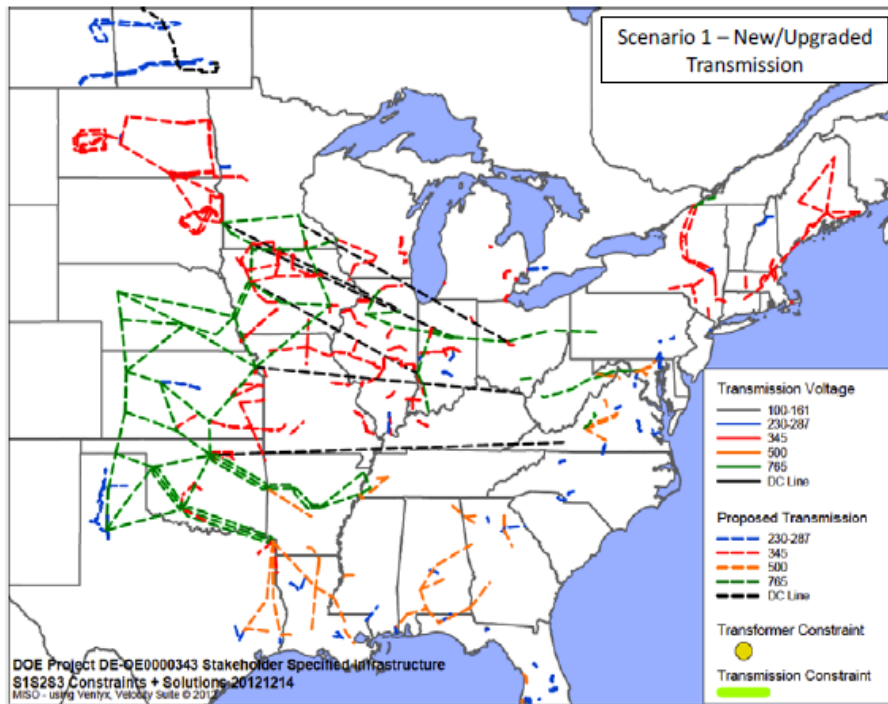 Scenario 1 – New/Upgraded
Transmission
Transmission Voltage
100-161
230-287
345
500
765
DC Line
Proposed Transmission
230-287
345
500
765
DC Line
Transformer Constraint
Transmission Constraint
DOE Project DE-OE0000343 Stakeholder Specified Infrastructure
S1S2S3 Constraints + Solutions 20121214
MISO - using Ventyx, Velocity Suite © 2012